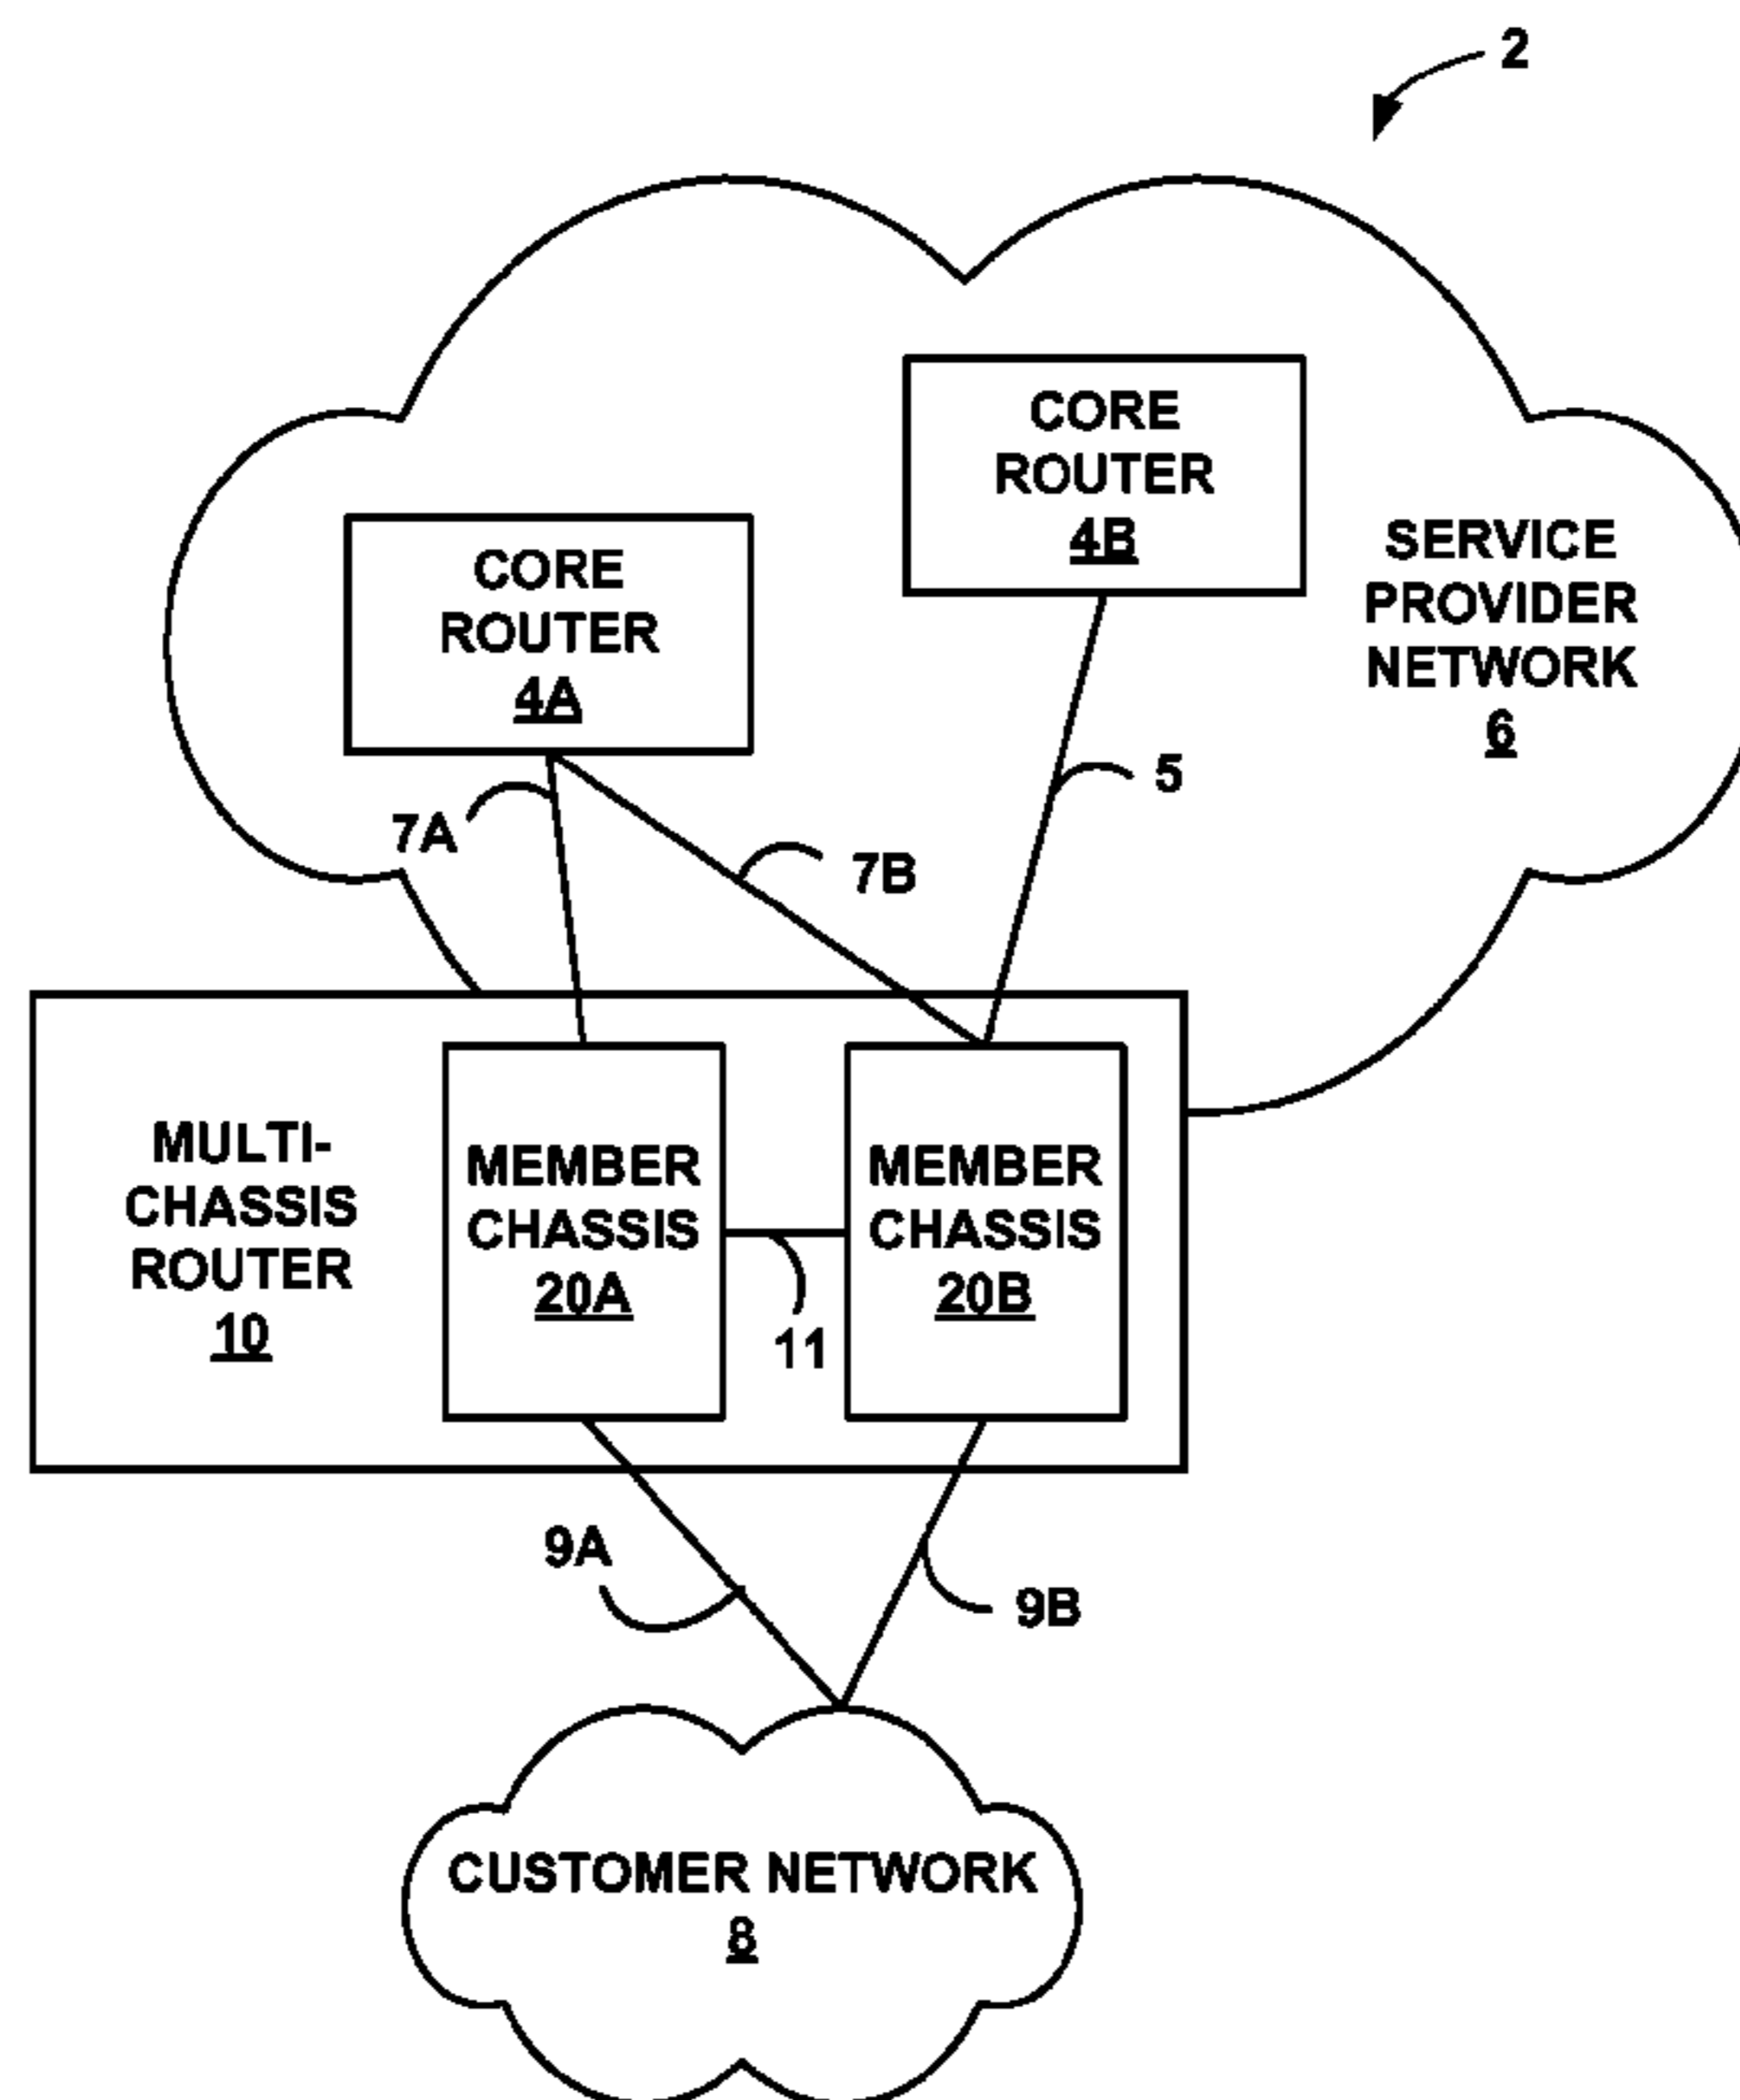 2
CORE
ROUTER
4B
CORE
ROUTER
4A
SERVICE
PROVIDER
NETWORK
6
5
7A
7B
MULTI-
CHASSIS
ROUTER
10
MEMBER
CHASSIS
20A
11
MEMBER
CHASSIS
20B
9A
9B
CUSTOMER NETWORK
8